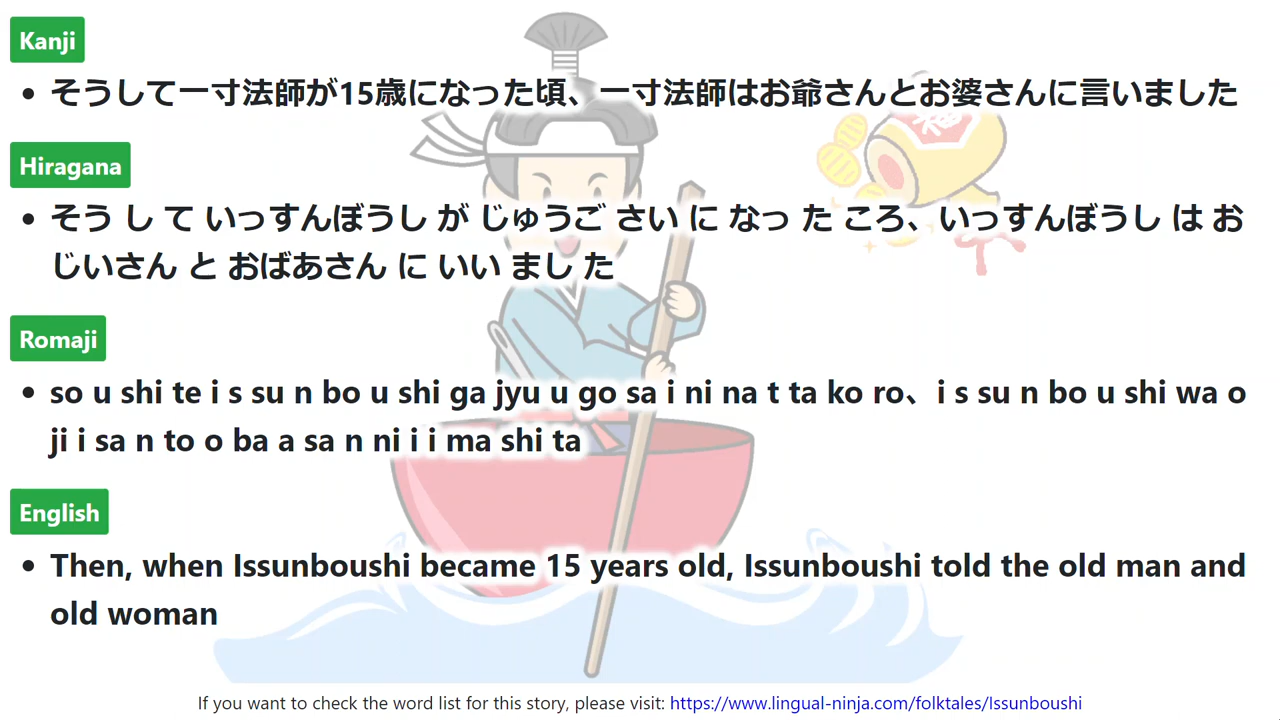 Kanji
そうして一寸法師が15歳になった頃、一寸法師はお爺さんとお婆さんに言いました
Hiragana
そう し て いっすんぼうし が じゅうご さい に なっ た ころ、いっすんぼうし は お
じいさん と おばあさん に いい まし た
Romaji
so u shi te i s su n bo u shi ga jyu u go sa i ni na t ta ko ro、i s su n bo u shi wa o
ji i sa n to o ba a sa n ni i i ma shi ta
English
Then, when Issunboushi became 15 years old, Issunboushi told the old man and
old woman
福
If you want to check the word list for this story, please visit: https://www.lingual-ninja.com/folktales/Issunboushi